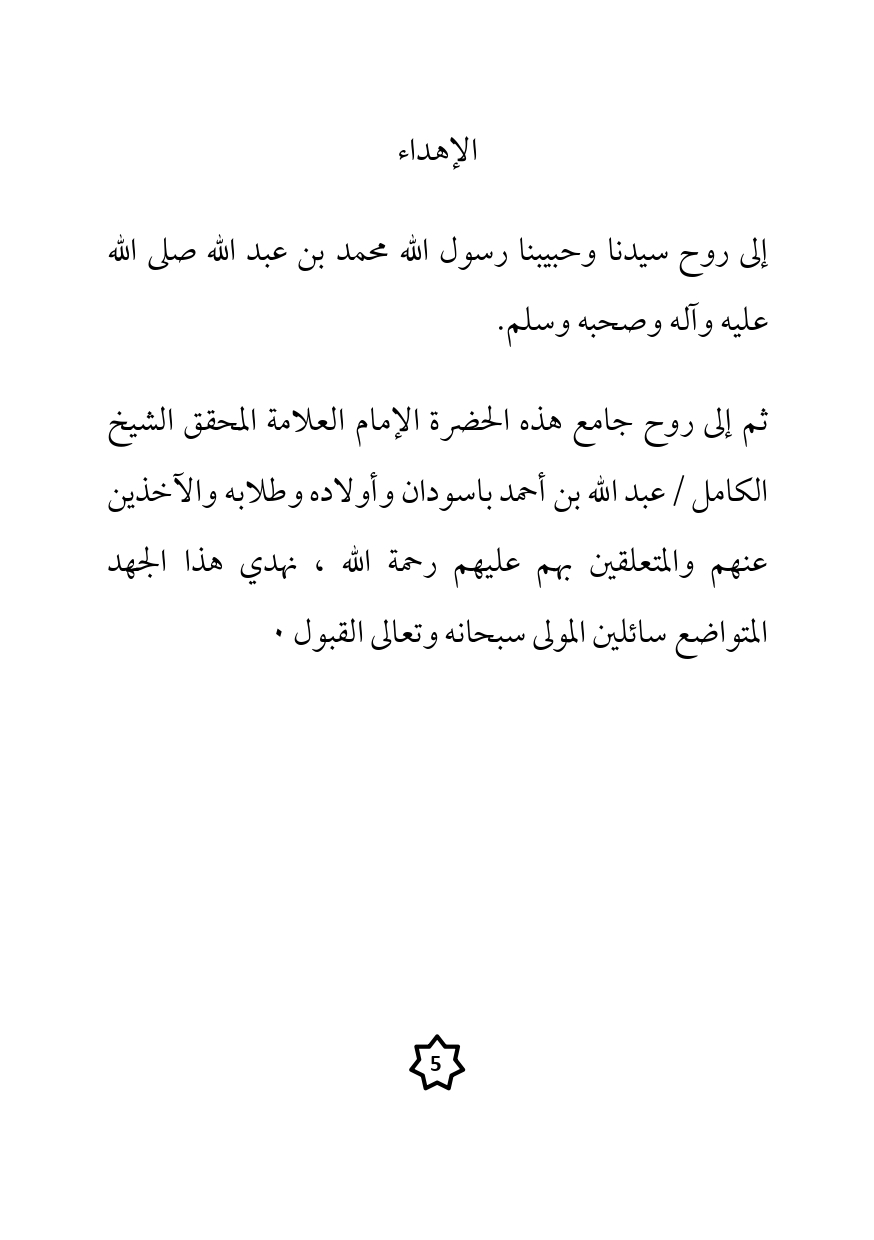 الإهداء
إلى روح سيدنا وحبيبنا رسول الله محمد بن عبد الله صلى الله
عليه وآله وصحبه وسلم.
ثم إلى روح جامع هذه الحضرة الإمام العلامة المحقق الشيخ
الكامل / عبد الله بن أحمد باسودان وأولاده وطلابه والآخذين
عنهم والمتعلقين بهم عليهم رحمة الله ، نهدي هذا الجهد
المتواضع سائلين المولى سبحانه وتعالى القبول ٠
5